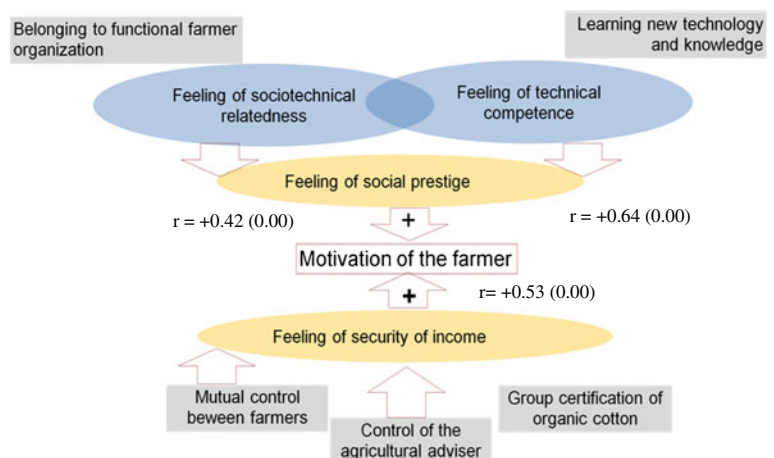 Belonging to functional farmer
organization
Learning new technology
and knowledge
Feeling of sociotechnical
relatedness
Feeling of technical
competence
Feeling of social prestige
r = +0.42 (0.00)
+
r = +0.64 (0.00)
Motivation of the farmer
+
r= +0.53 (0.00)
Feeling of security of income
Mutual control
beween farmers
Control of the
agricultural adviser
Group certification of
organic cotton